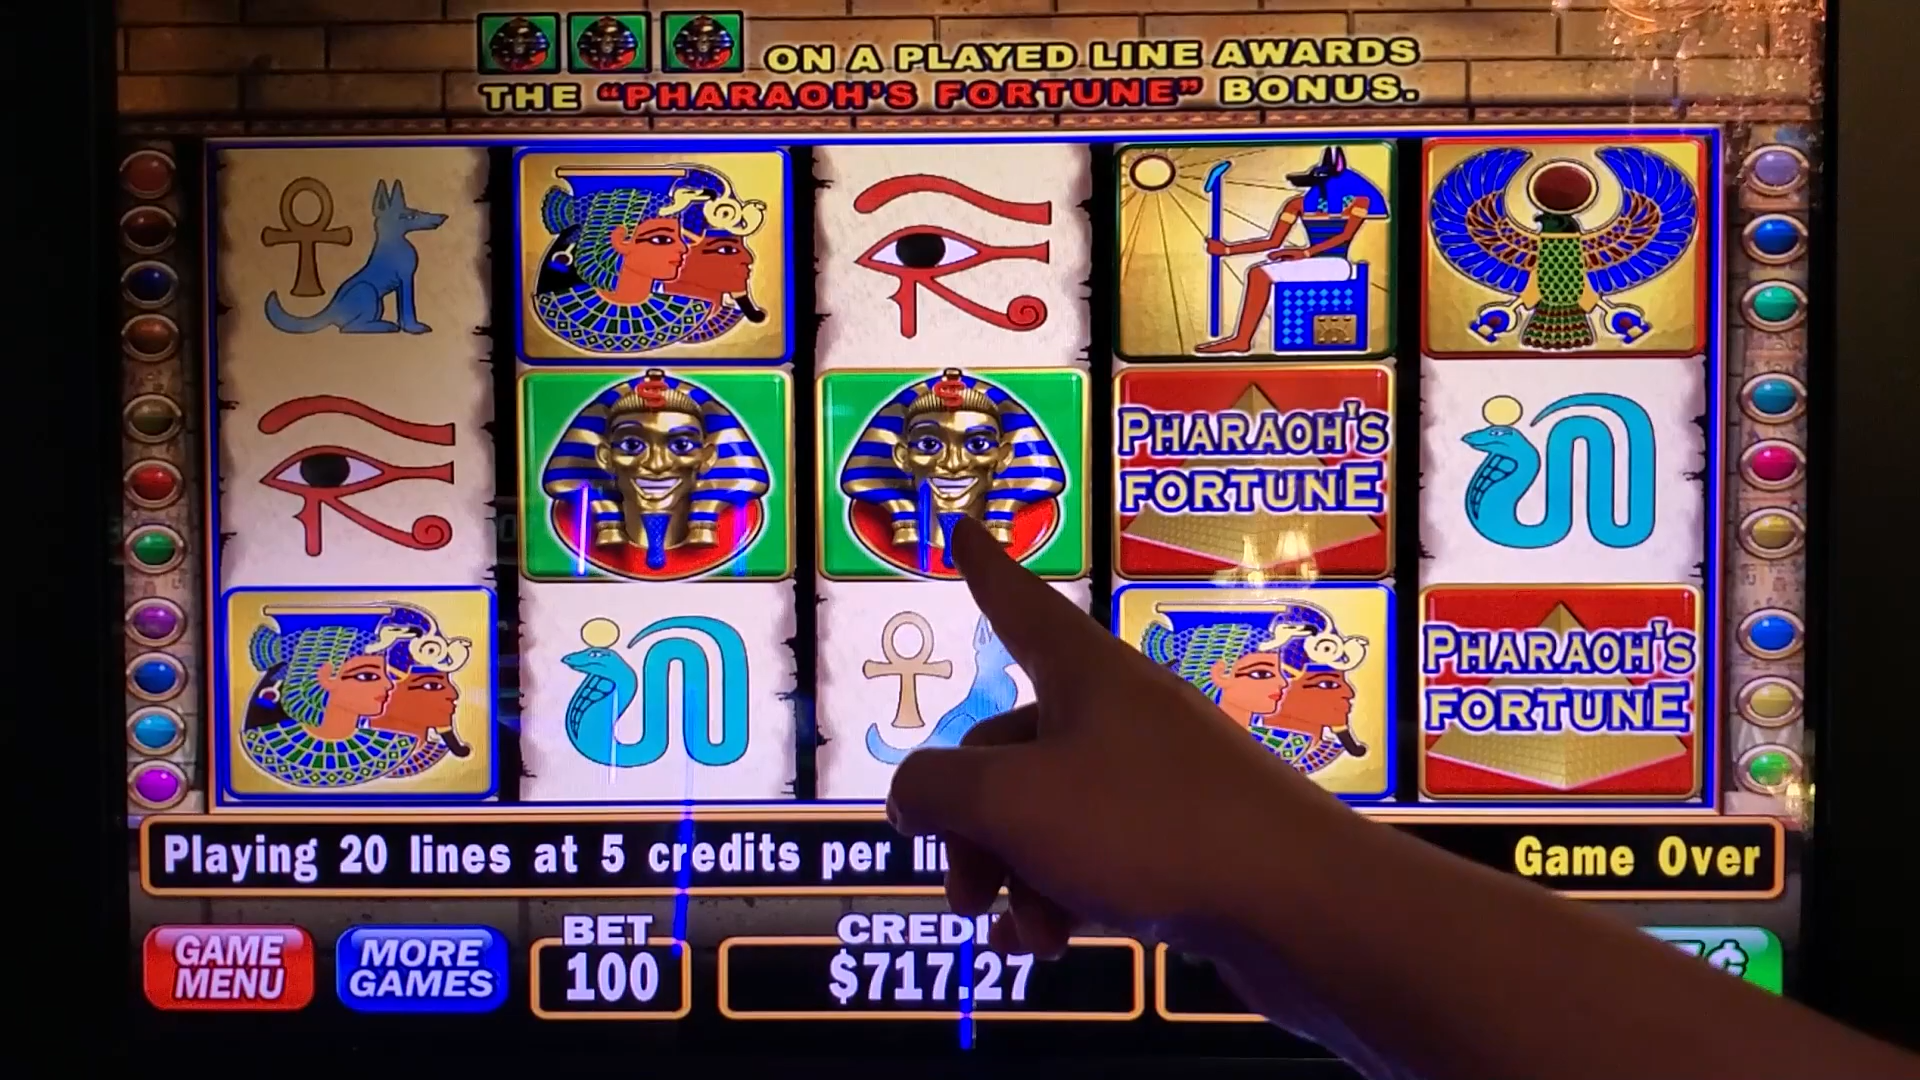 ON A PLAYED LINE AWARDS
THE "PHARAOH'S FORTUNE" BONUS.
PHARAOH'S
FORTUNE
PHARAOH'S
FORTUNE
Playing 20 lines at 5 credits per
Game Over
GAME
MENU
MORE
GAMES
BET
100
$717.27